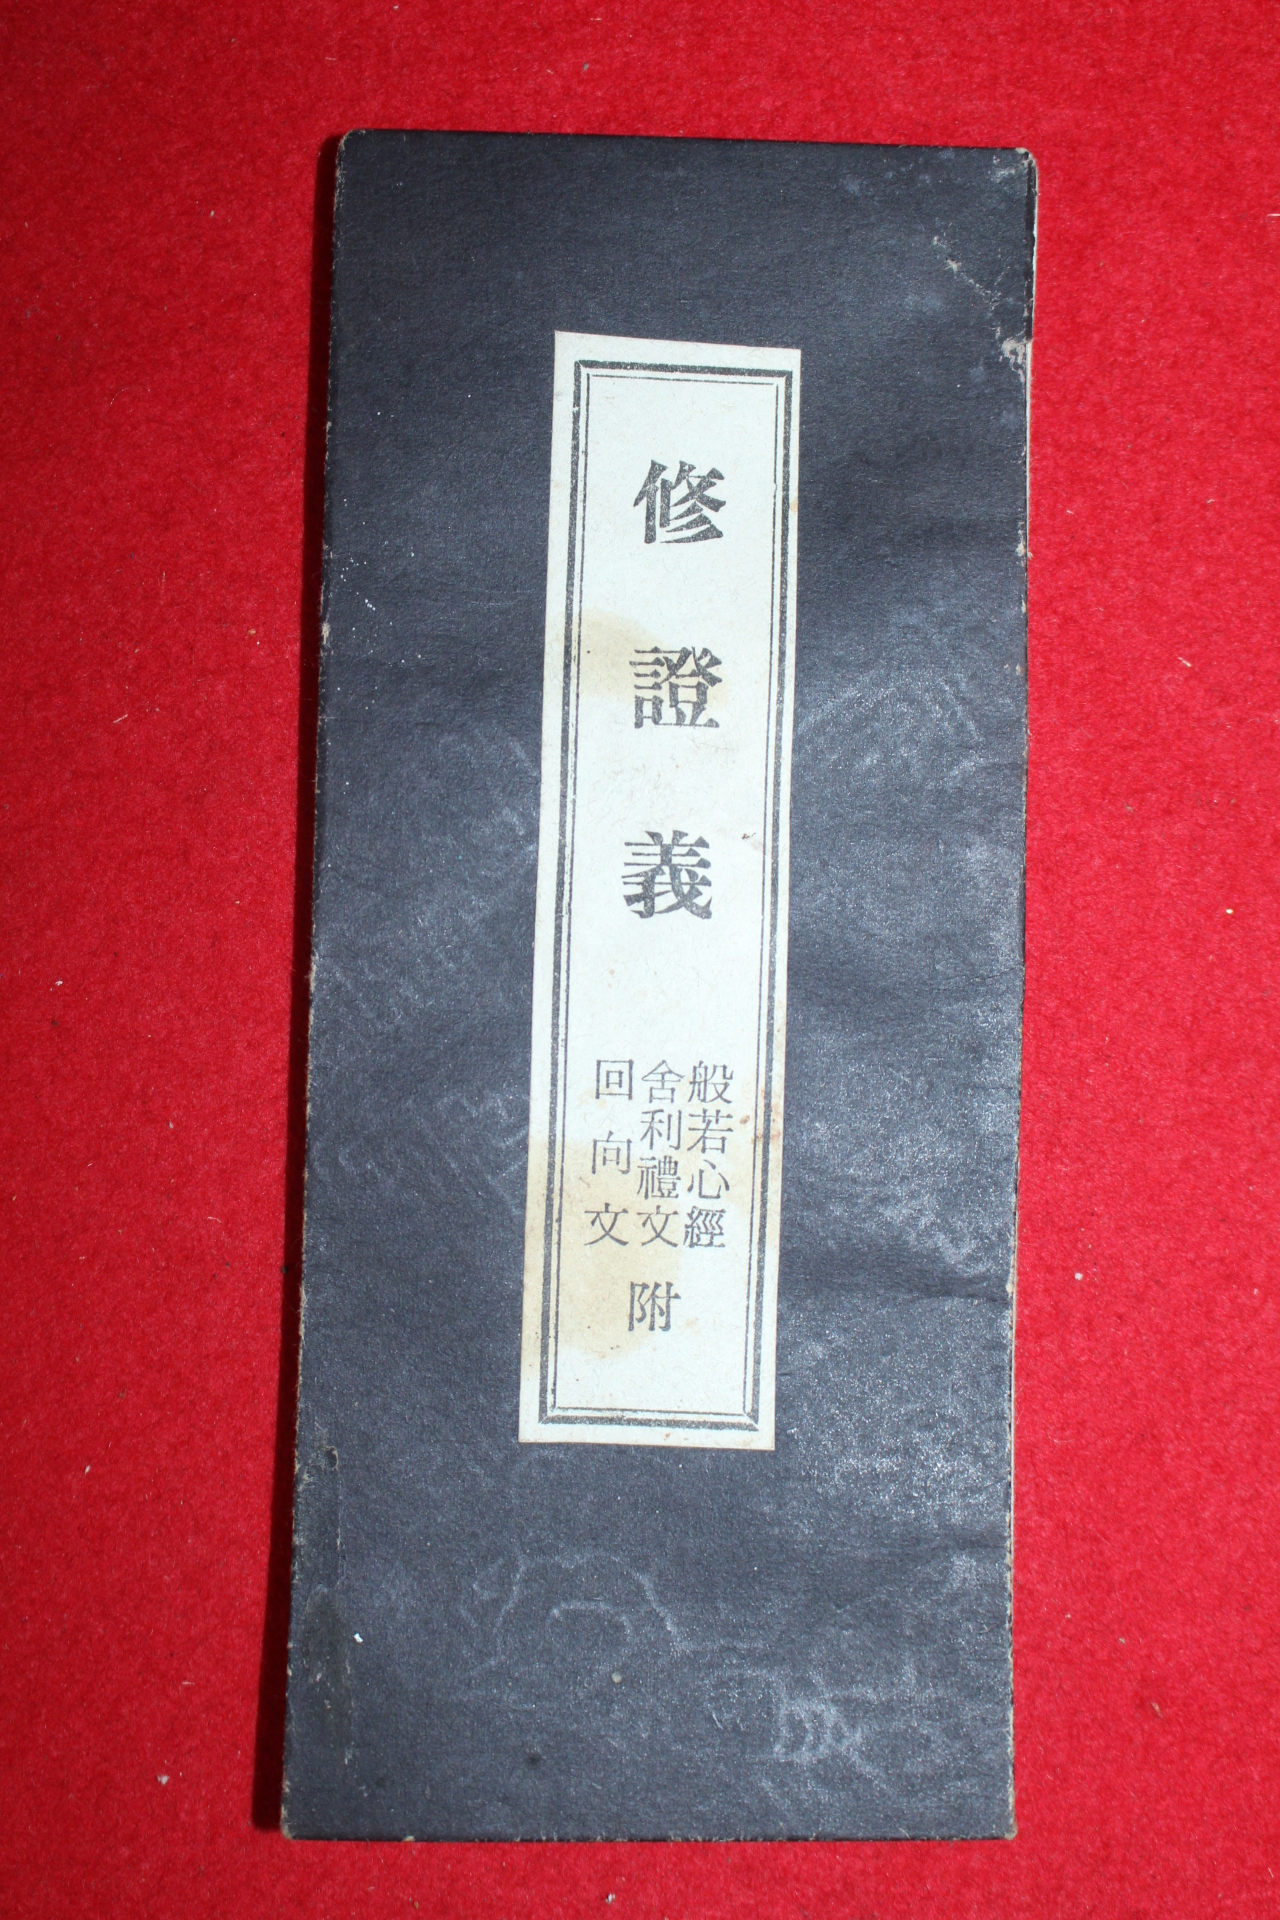 修證義
般若心經
舍利禮文
回向文
附